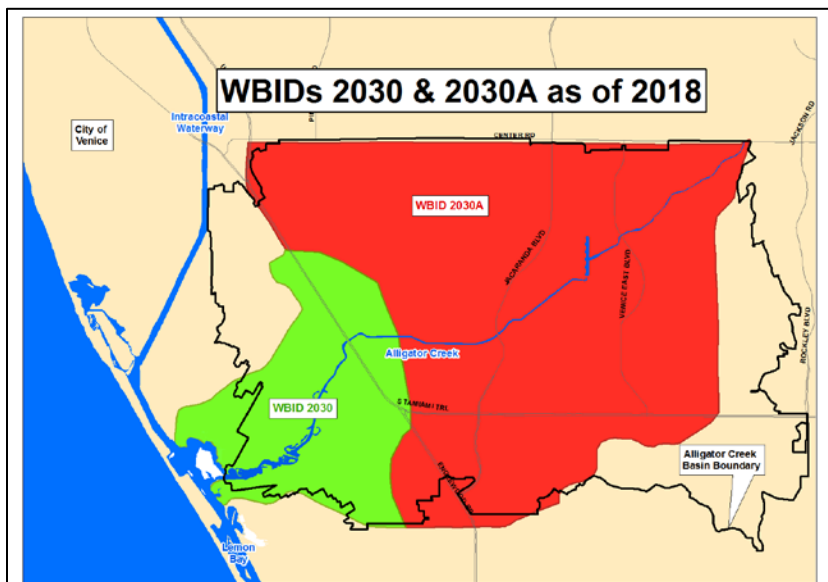 WBIDs 2030 & 2030A as of 2018
Intracoastal
Waterway
City of
Venice
CENTER RD
JACKSON RD
WBID 2030A
JACARANDA BLVD
VENICE EAST BLVD
ROCKLEY BLVD
Alligator Creek
WBID 2030
S TAMIAMI TRL
Alligator Creek
Basin Boundary
Lemon
Bay